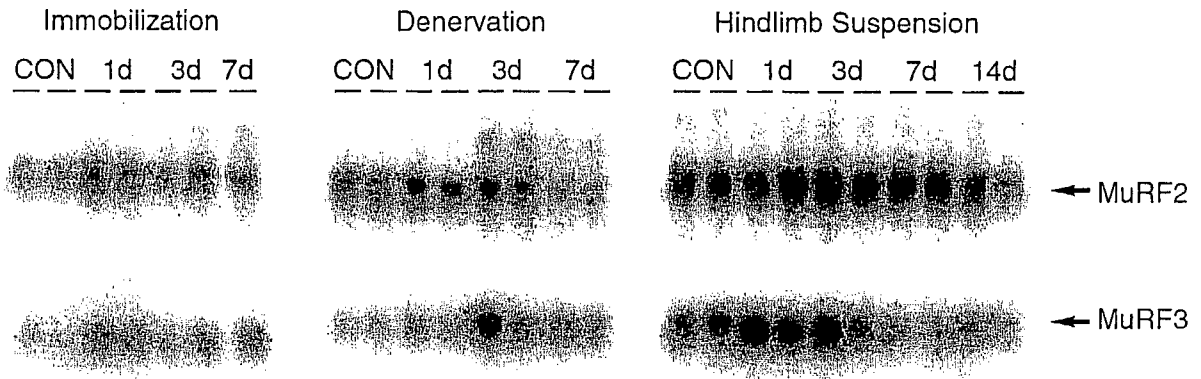 Immobilization Denervation Hindlimb Suspension
CON 1d 3d 7d CON 1d 3d 7d CON 1d 3d 7d 14d
MuRF2
MuRF3